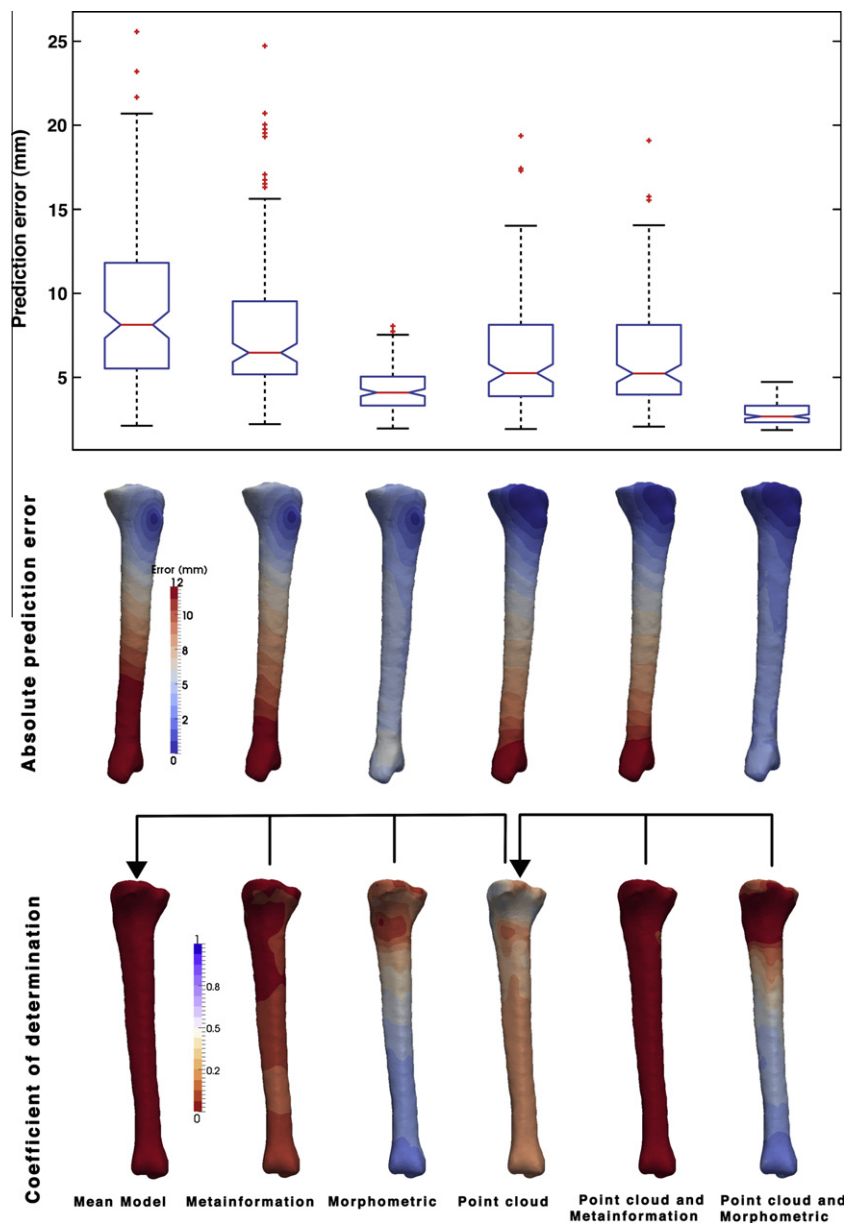 25
20
15
10
5
Prediction error (mm)
Absolute prediction error
Error (mm)
12
10
8
5
2
0
Coefficient of determination
1
0.8
0.5
0.2
0
Mean Model
Metainformation
Morphometric
Point cloud
Point cloud and
Metainformation
Point cloud and
Morphometric